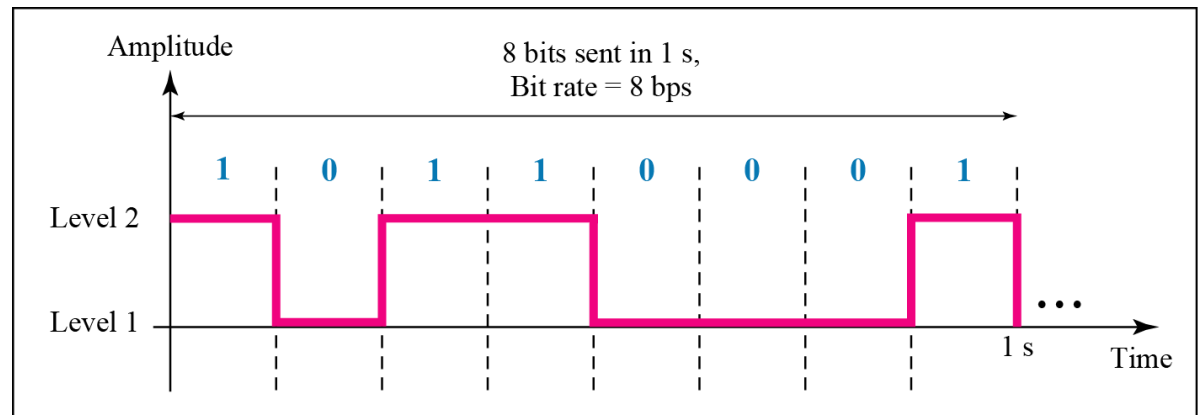 Amplitude
8 bits sent in 1 s,
Bit rate = 8 bps
1 0 1 1 0 0 0 1
Level 2
Level 1
...
1 s
Time